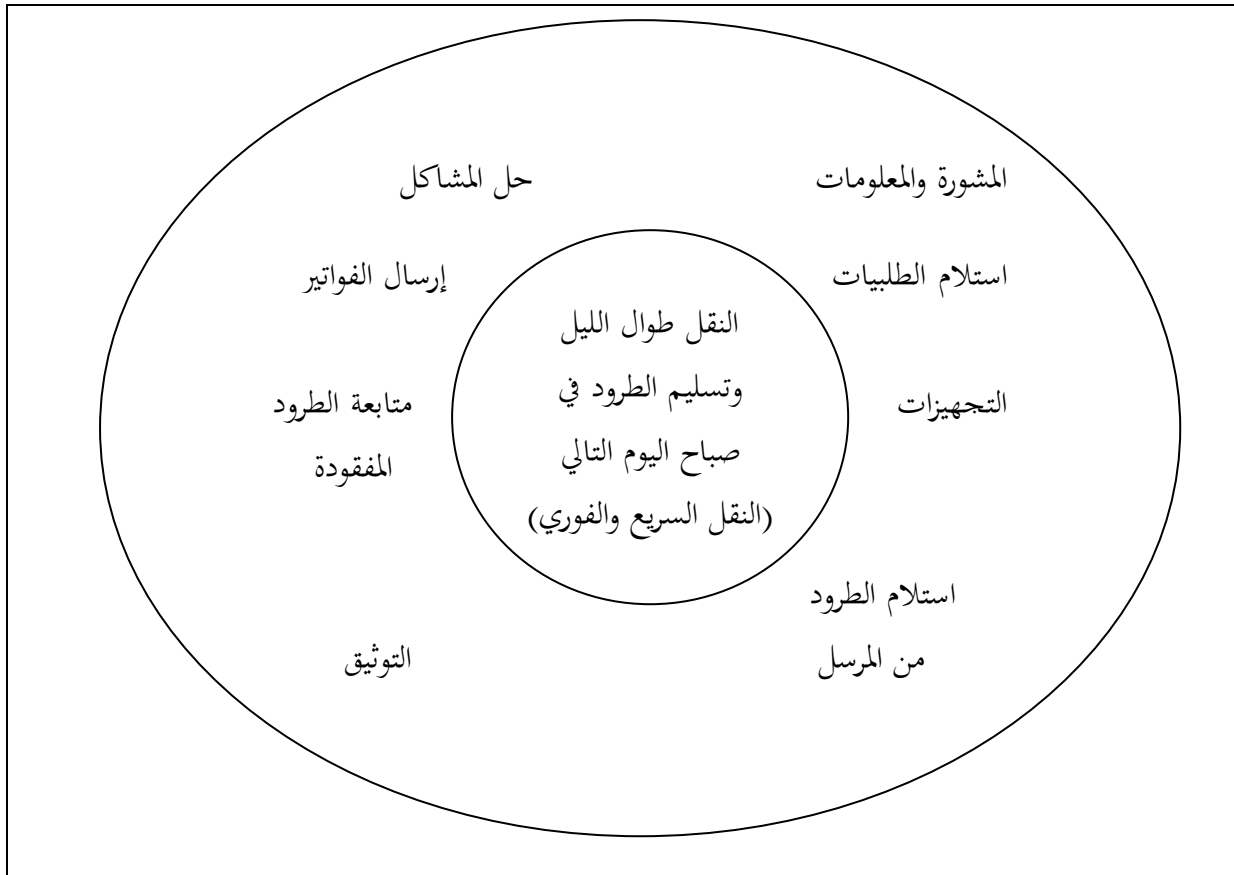 المشورة والمعلومات
حل المشاكل
استلام الطلبيات
إرسال الفواتير
النقل طوال الليل
وتسليم الطرود في
صباح اليوم التالي
(النقل السريع والفوري)
التجهيزات
متابعة الطرود
المفقودة
استلام الطرود
من المرسل
التوثيق